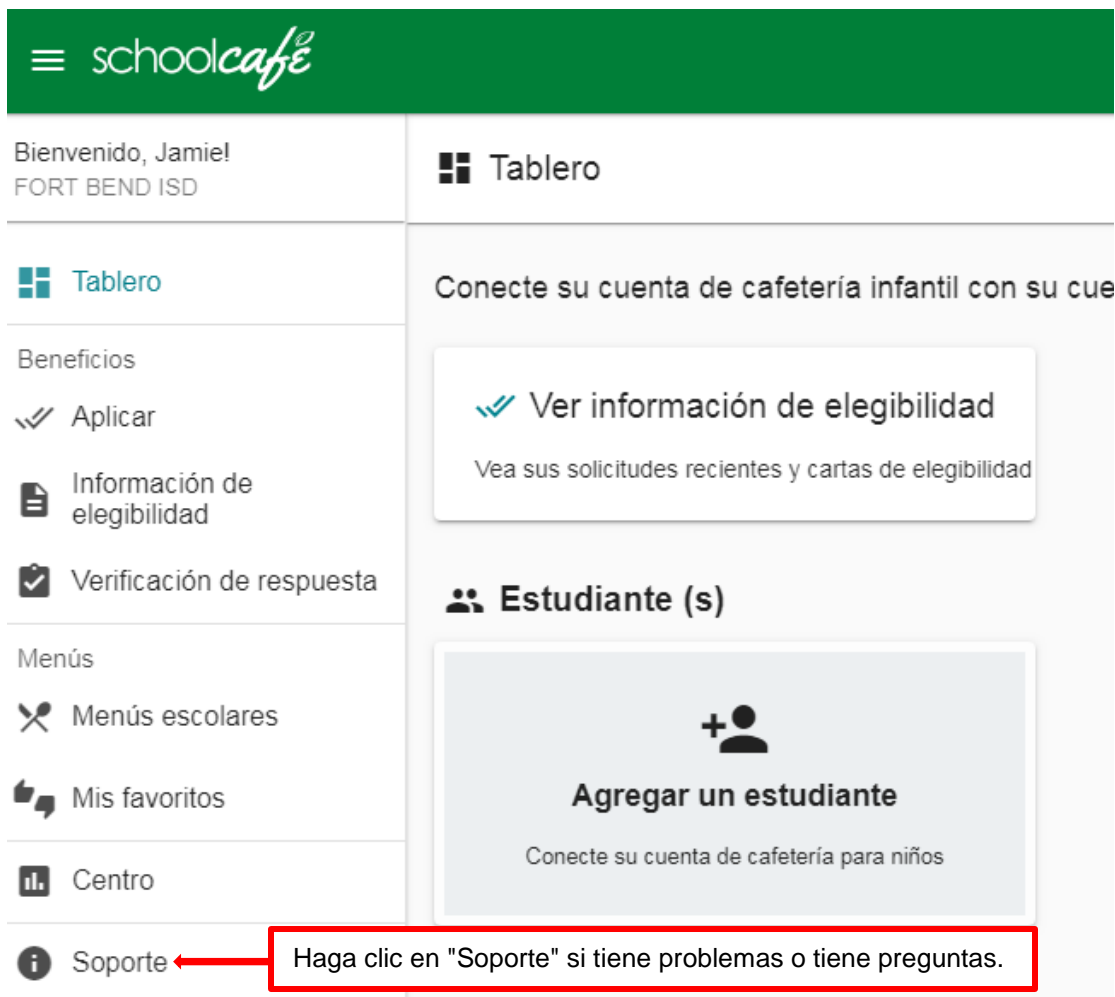 schoolcafé
Bienvenido, Jamie!
FORT BEND ISD
Tablero
Beneficios
Aplicar
Información de
elegibilidad
Verificación de respuesta
Menús
Menús escolares
Mis favoritos
Centro
Soporte
Tablero
Conecte su cuenta de cafetería infantil con su cue
Ver información de elegibilidad
Vea sus solicitudes recientes y cartas de elegibilidad
Estudiante (s)
Agregar un estudiante
Conecte su cuenta de cafetería para niños
Haga clic en "Soporte" si tiene problemas o tiene preguntas.